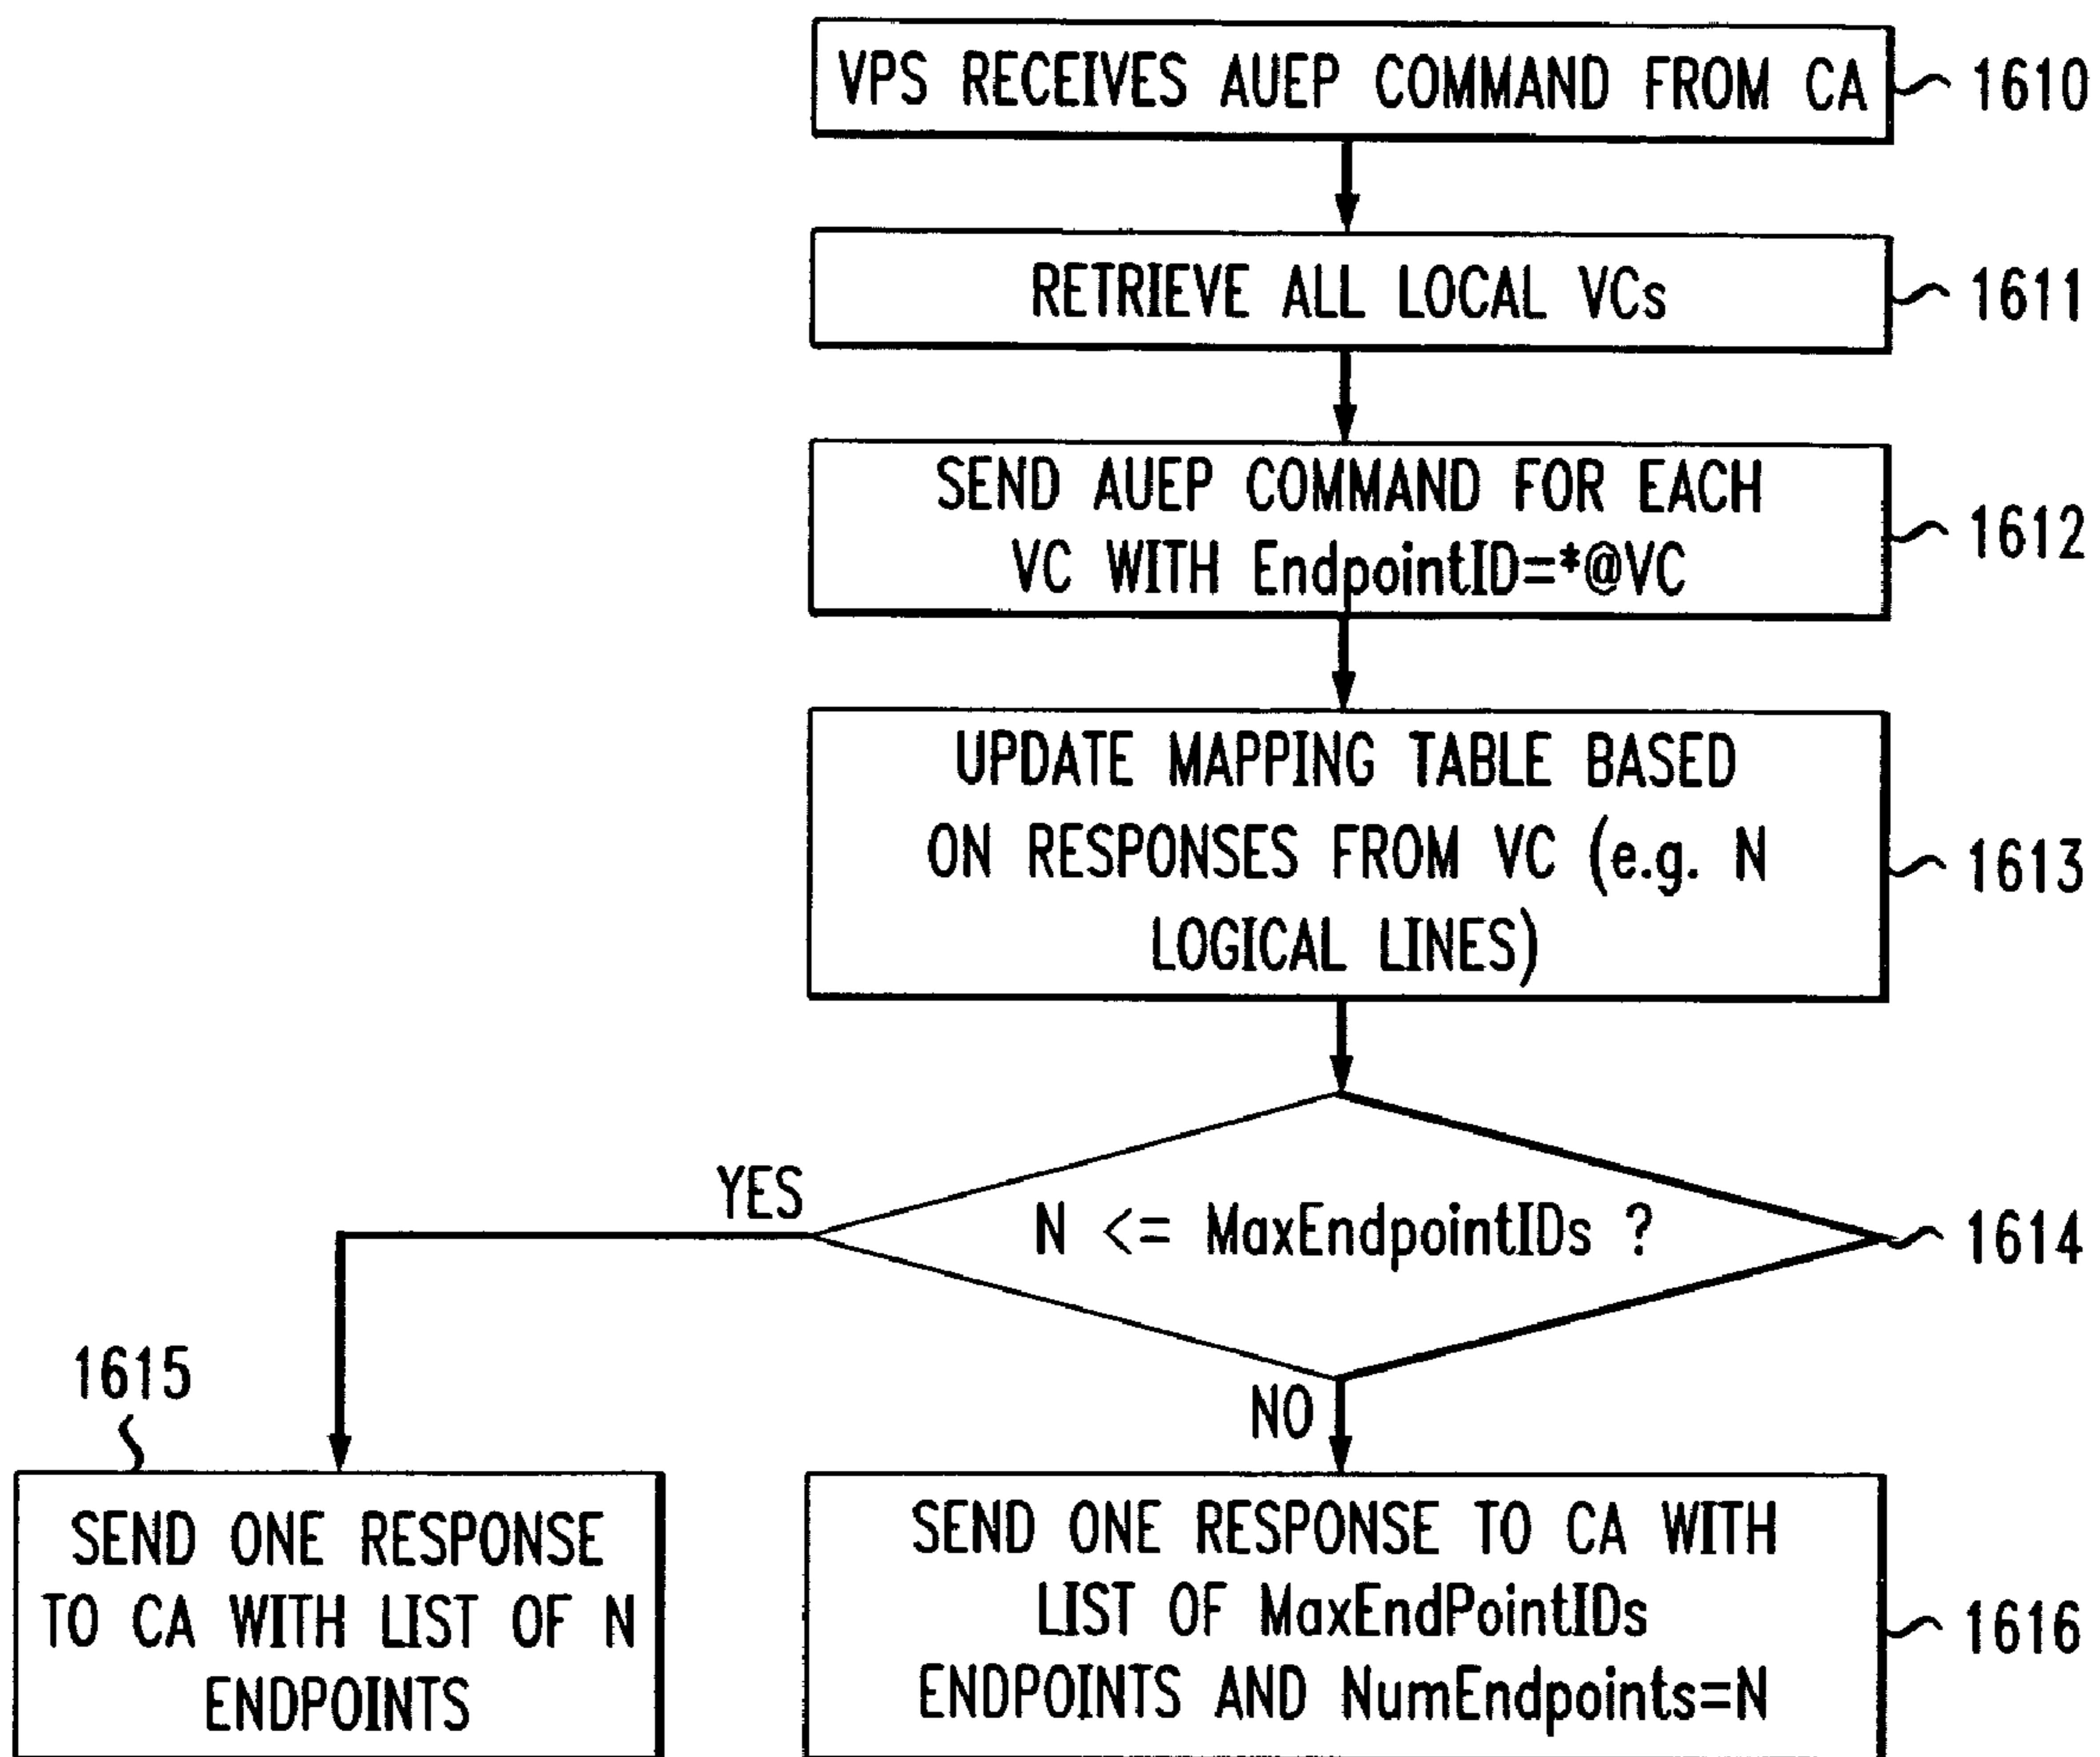 VPS RECEIVES AUEP COMMAND FROM CA
1610
RETRIEVE ALL LOCAL VCs
1611
SEND AUEP COMMAND FOR EACH
VC WITH EndpointID=*@VC
1612
UPDATE MAPPING TABLE BASED
ON RESPONSES FROM VC (e.g. N
LOGICAL LINES)
1613
YES
N <= MaxEndpointIDs ?
1614
NO
1615
SEND ONE RESPONSE
TO CA WITH LIST OF N
ENDPOINTS
SEND ONE RESPONSE TO CA WITH
LIST OF MaxEndPointIDs
ENDPOINTS AND NumEndpoints=N
1616